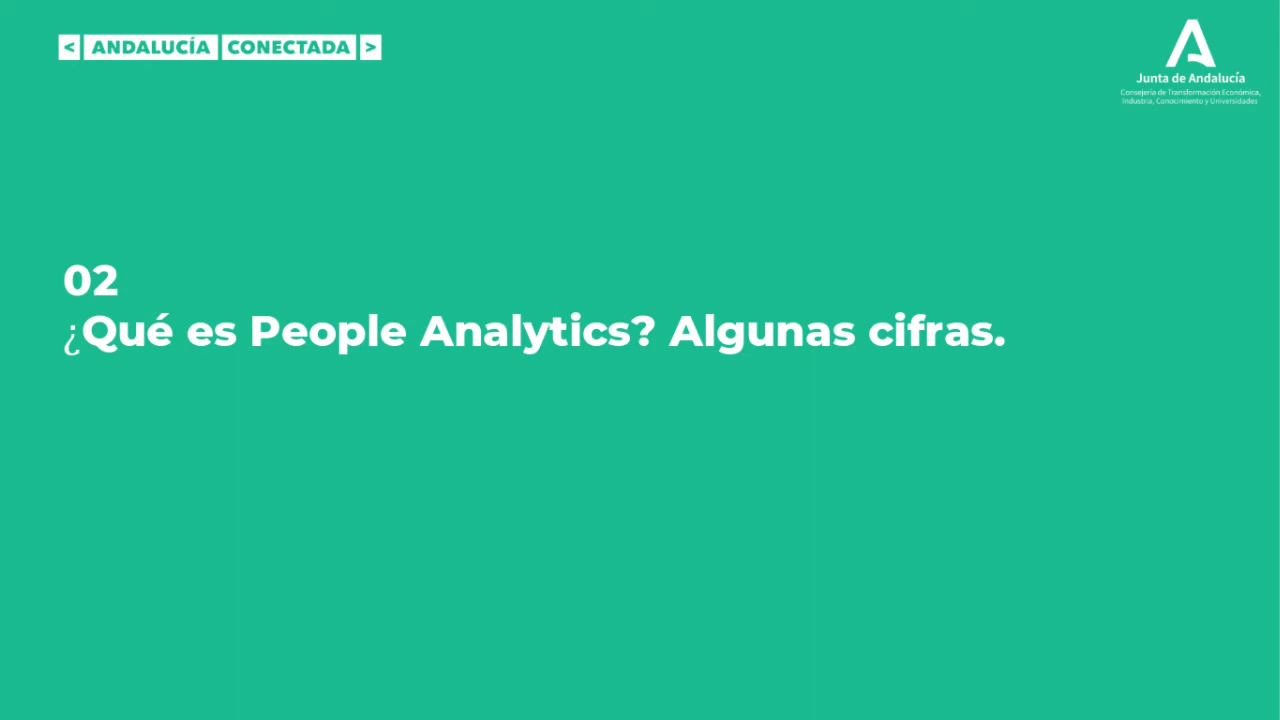 < ANDALUCÍA CONECTADA >
Junta de Andalucía
Consejería de Transformación Económica,
Industria, Conocimiento y Universidades
02
¿Qué es People Analytics? Algunas cifras.